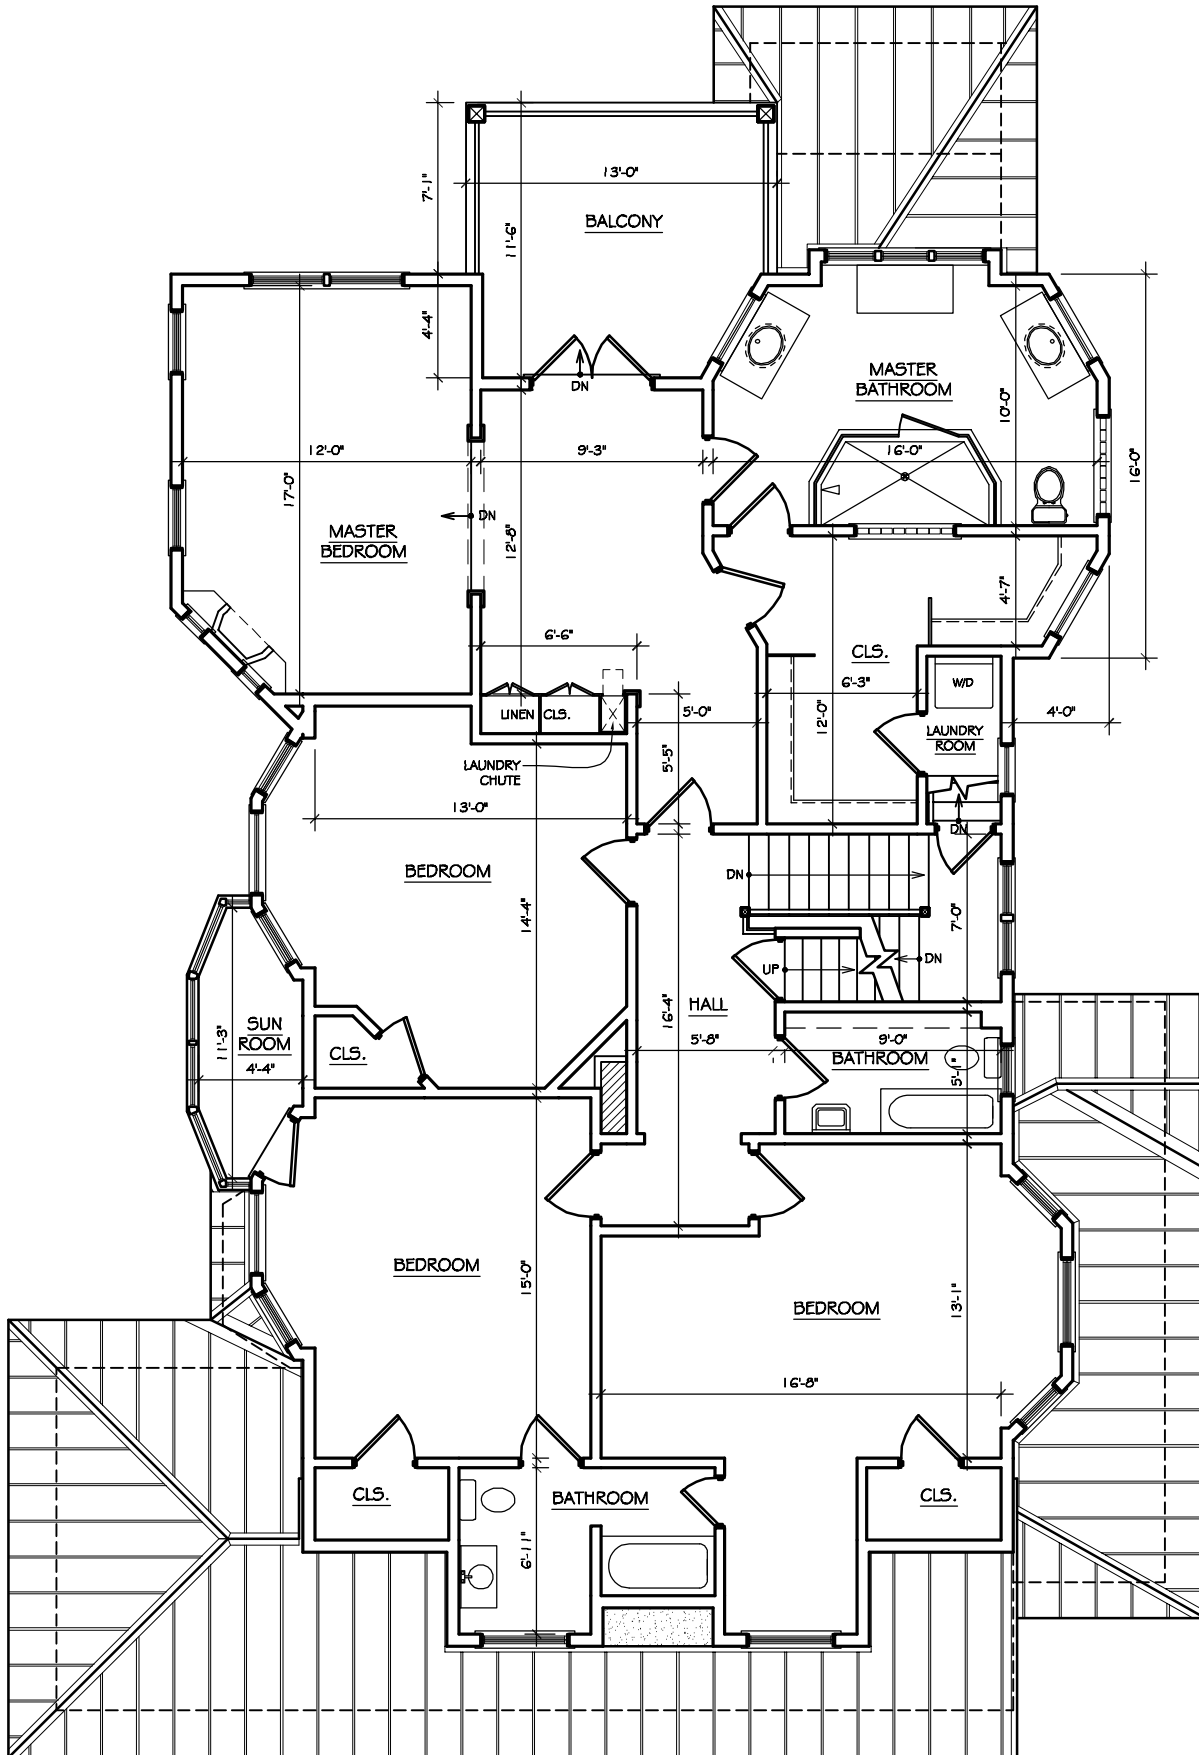 13'-0"
7'-1"
11'-6"
BALCONY
4'-4"
DN
MASTER
BATHROOM
10'-0"
16'-0"
12'-0"
9'-3"
16'-0"
17'-0"
DN
MASTER
BEDROOM
12'-8"
4'-7"
6'-6"
CLS.
6'-3"
W/D
LINEN
CLS.
5'-0"
12'-0"
4'-0"
LAUNDRY
ROOM
LAUNDRY
CHUTE
5'-5"
13'-0"
DN
BEDROOM
DN
14'-4"
7'-0"
UP
DN
HALL
16'-4"
SUN
ROOM
11'-3"
4'-4"
CLS.
5'-8"
9'-0"
BATHROOM
5'-1"
BEDROOM
15'-0"
BEDROOM
13'-1"
16'-8"
CLS.
BATHROOM
CLS.
6'-11"